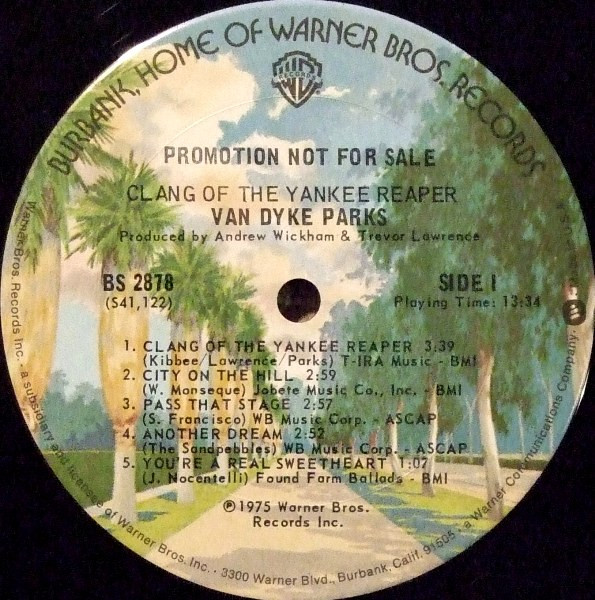 BURBANK, HOME OF WARNER BROS. RECORDS
WB
RECORDS
PROMOTION NOT FOR SALE
CLANG OF THE YANKEE REAPER
VAN DYKE PARKS
Produced by Andrew Wickham & Trevor Lawrence
BS 2878
(S41,122)
SIDE 1
Playing Time: 13:34
1. CLANG OF THE YANKEE REAPER 3:39
(Kibbee/Lawrence/Parks) T-IRA Music - BMI
2. CITY ON THE HILL 2:59
(W. Monseque) Jobete Music Co., Inc. - BMI
3. PASS THAT STAGE 2:57
(S. Francisco) WB Music Corp. - ASCAP
4. ANOTHER DREAM 2:52
(The Sandpebbles) WB Music Corp. - ASCAP
5. YOU'RE A REAL SWEETHEART 1:07
(J. Nocentelli) Found Farm Ballads - BMI
℗1975 Warner Bros.
Records Inc.
Warner Bros. Records Inc. · a subsidiary and licensee of Warner Bros. Inc. · 3300 Warner Blvd., Burbank, Calif. 91505 · a Warner Communications Company.